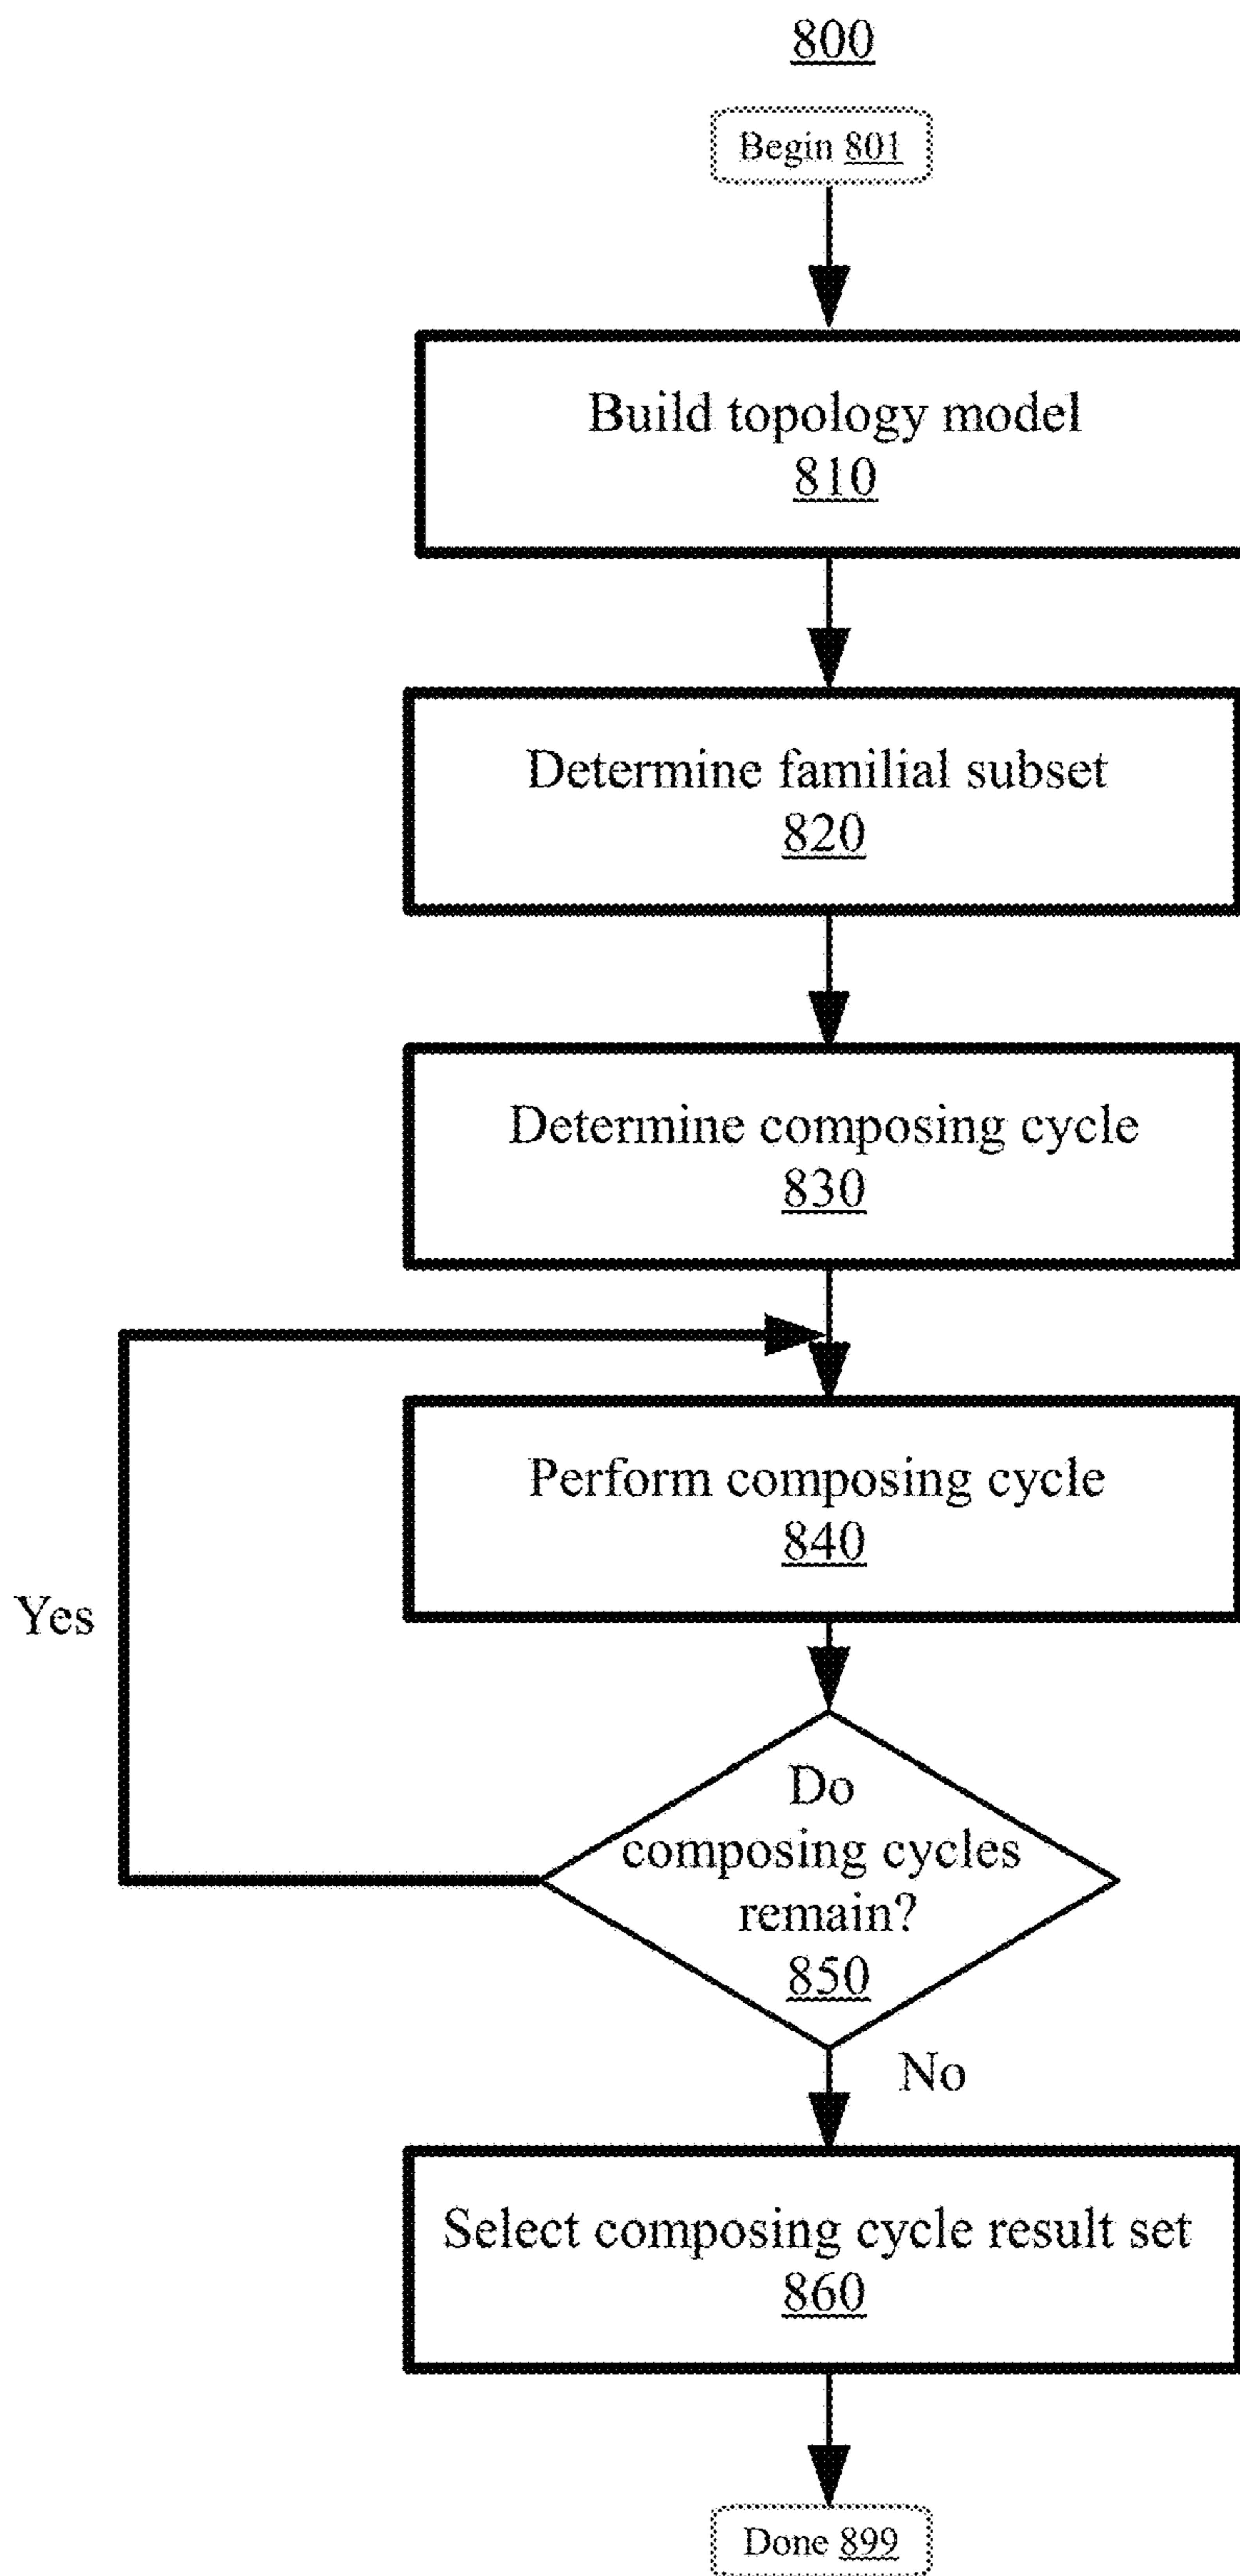 800
Begin 801
Build topology model
810
Determine familial subset
820
Determine composing cycle
830
Perform composing cycle
840
Yes
Do
composing cycles
remain?
850
No
Select composing cycle result set
860
Done 899